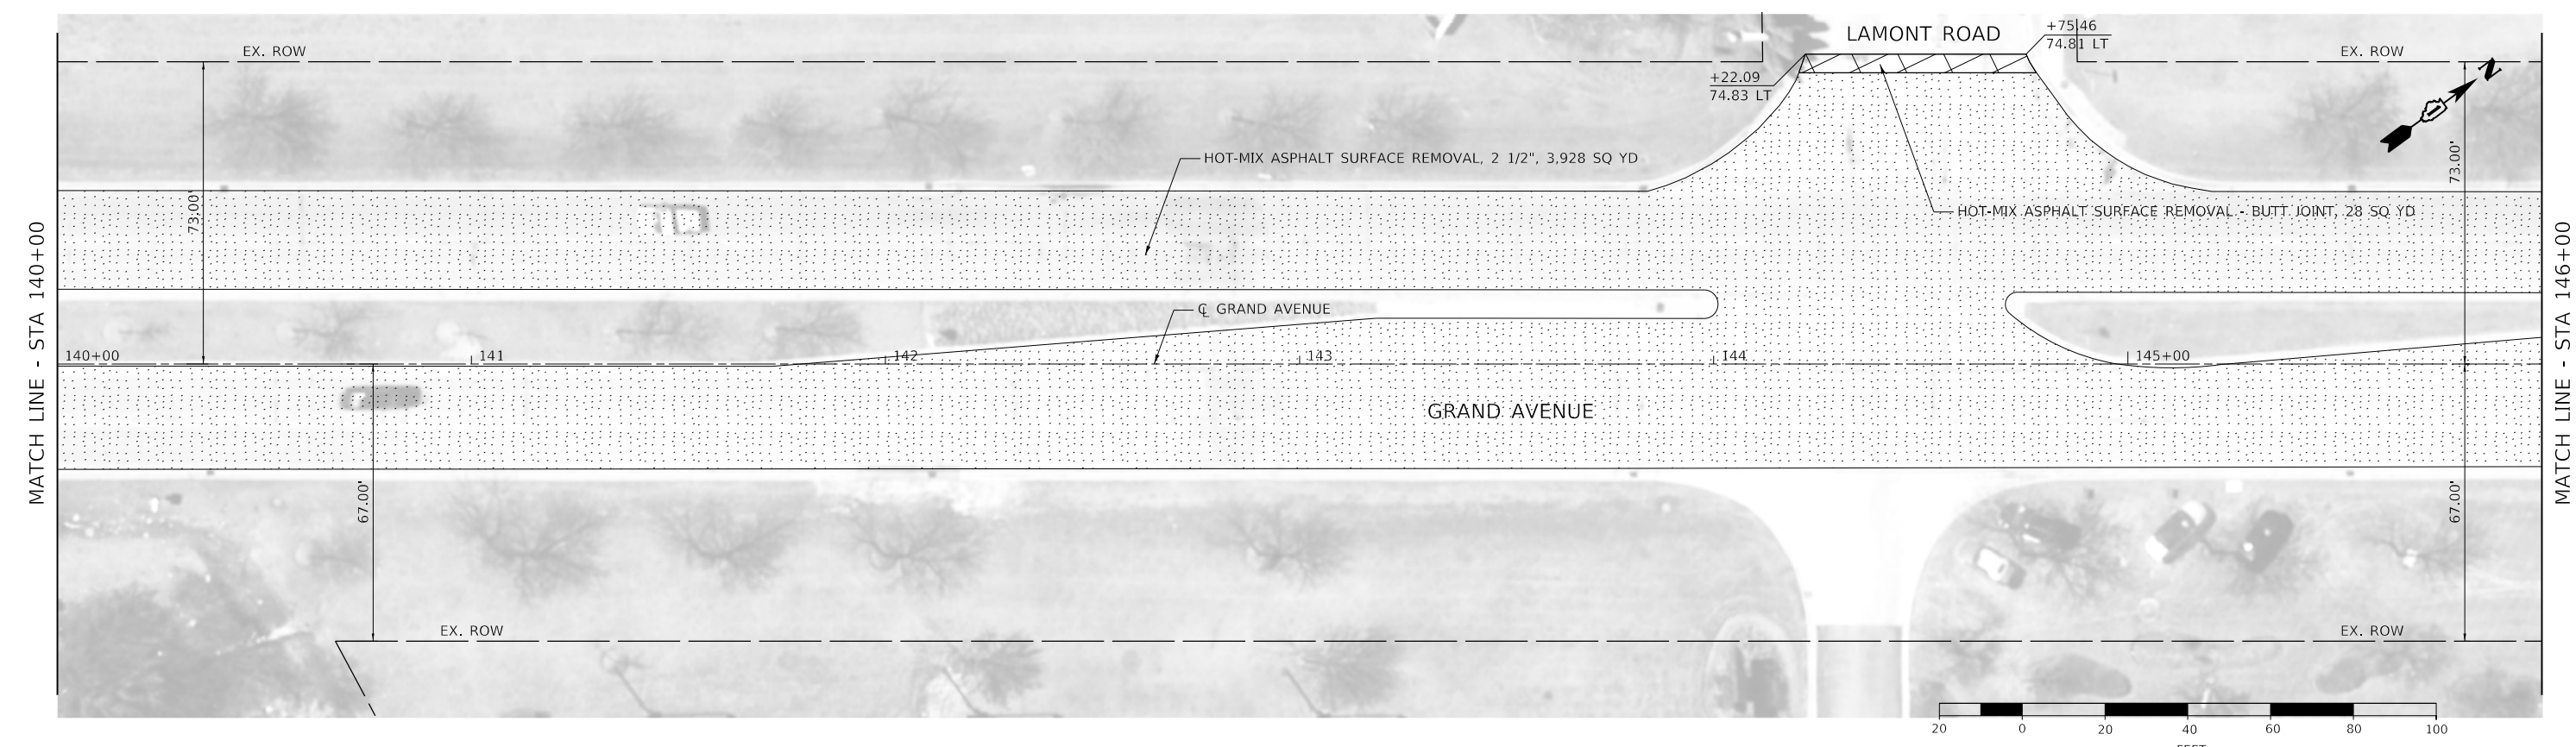 LAMONT ROAD
+75.46
74.81 LT
EX. ROW
EX. ROW
N
+22.09
74.83 LT
73.00'
73.00'
HOT-MIX ASPHALT SURFACE REMOVAL, 2 1/2", 3,928 SQ YD
HOT-MIX ASPHALT SURFACE REMOVAL - BUTT JOINT, 28 SQ YD
MATCH LINE - STA 140+00
MATCH LINE - STA 146+00
℄ GRAND AVENUE
140+00
141
142
143
144
145+00
GRAND AVENUE
67.00'
67.00'
EX. ROW
EX. ROW
20 0 20 40 60 80 100
FEET